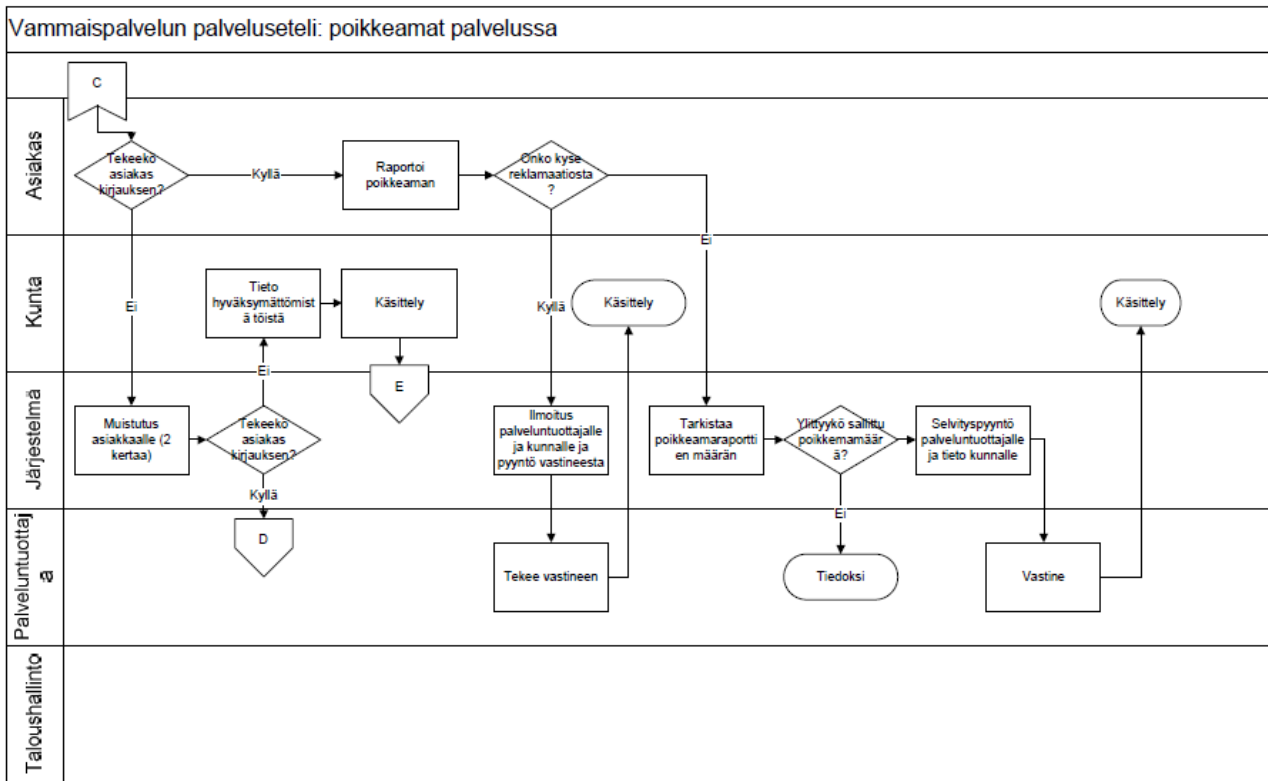 Vammaispalvelun palveluseteli: poikkeamat palvelussa
C
Asiakas
Tekeekö
asiakas
kirjauksen?
Kyllä
Raportoi
poikkeaman
Onko kyse
reklamaatiosta
?
Ei
Ei
Kunta
Tieto
hyväksymättömist
ä töistä
Käsittely
Kyllä
Käsittely
Käsittely
Ei
E
Järjestelmä
Muistutus
asiakkaalle (2
kertaa)
Tekeekö
asiakas
kirjauksen?
Kyllä
Ilmoitus
palveluntuottajalle
ja kunnalle ja
pyyntö vastineesta
Tarkistaa
poikkeamaraportti
en määrän
Ylittyykö sallittu
poikkemamäär
ä?
Ei
Selvityspyyntö
palveluntuottajalle
ja tieto kunnalle
Palveluntuottaj
a
D
Tekee vastineen
Tiedoksi
Vastine
Taloushallinto